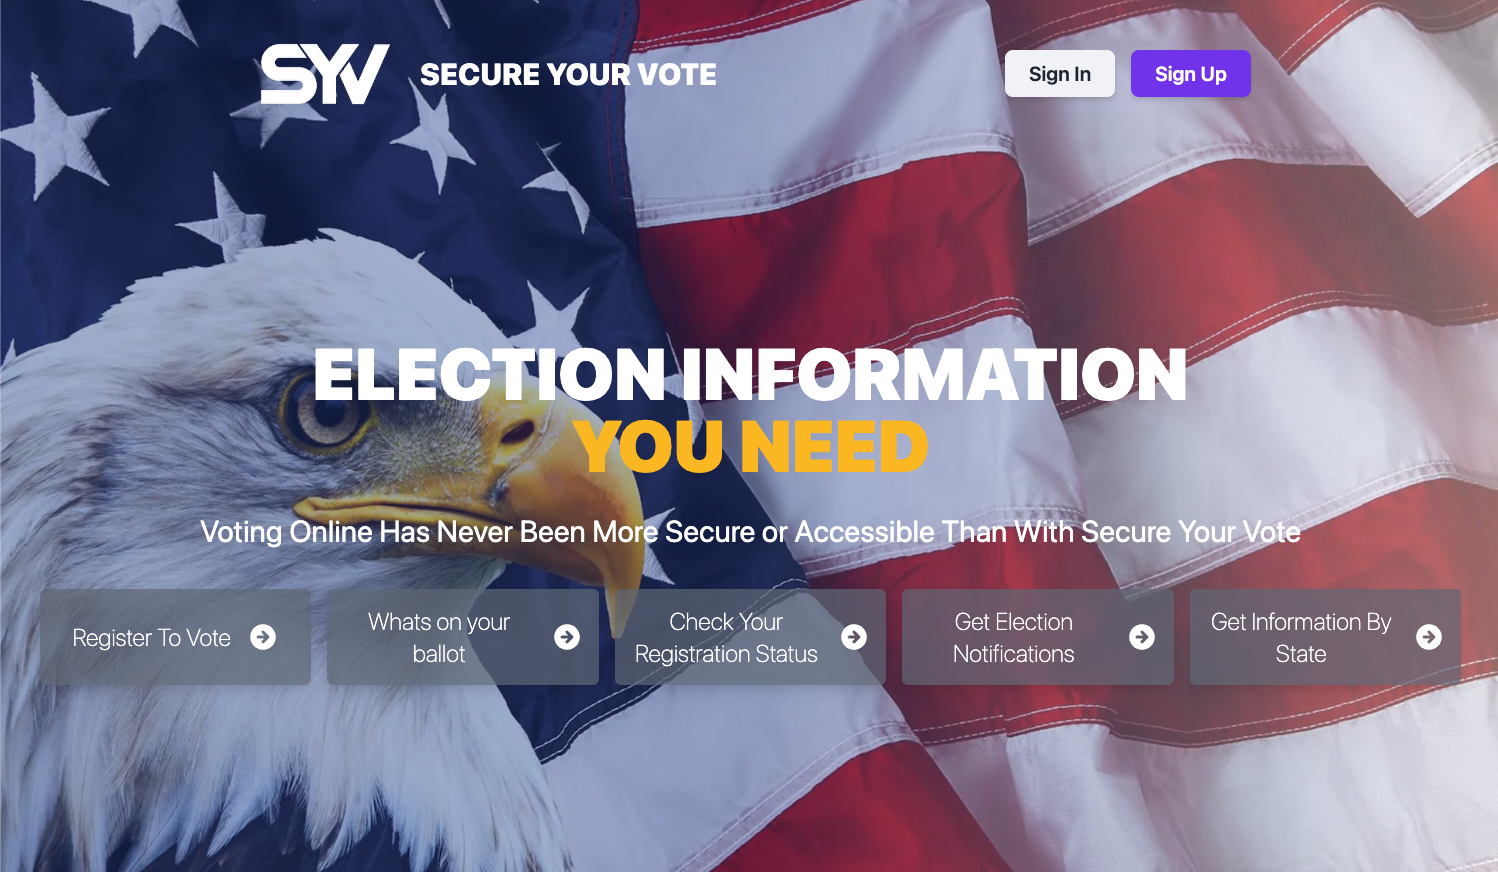 SYV
SECURE YOUR VOTE
Sign In
Sign Up
ELECTION INFORMATION
YOU NEED
Voting Online Has Never Been More Secure or Accessible Than With Secure Your Vote
Register To Vote
Whats on your
ballot
Check Your
Registration Status
Get Election
Notifications
Get Information By
State